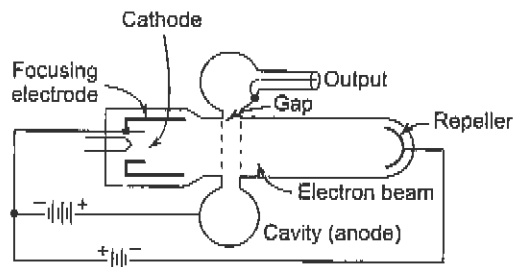 Cathode
Focusing
electrode
Output
Gap
Repeller
Electron beam
Cavity (anode)
− +
+ −